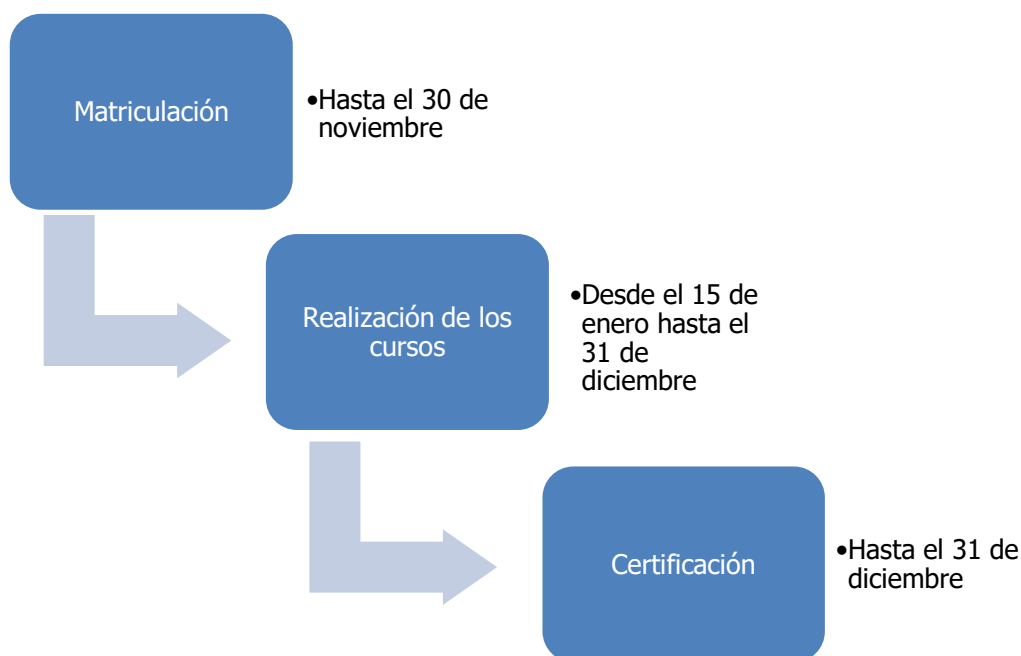 Matriculación
•Hasta el 30 de
noviembre
Realización de los
cursos
•Desde el 15 de
enero hasta el
31 de
diciembre
Certificación
•Hasta el 31 de
diciembre